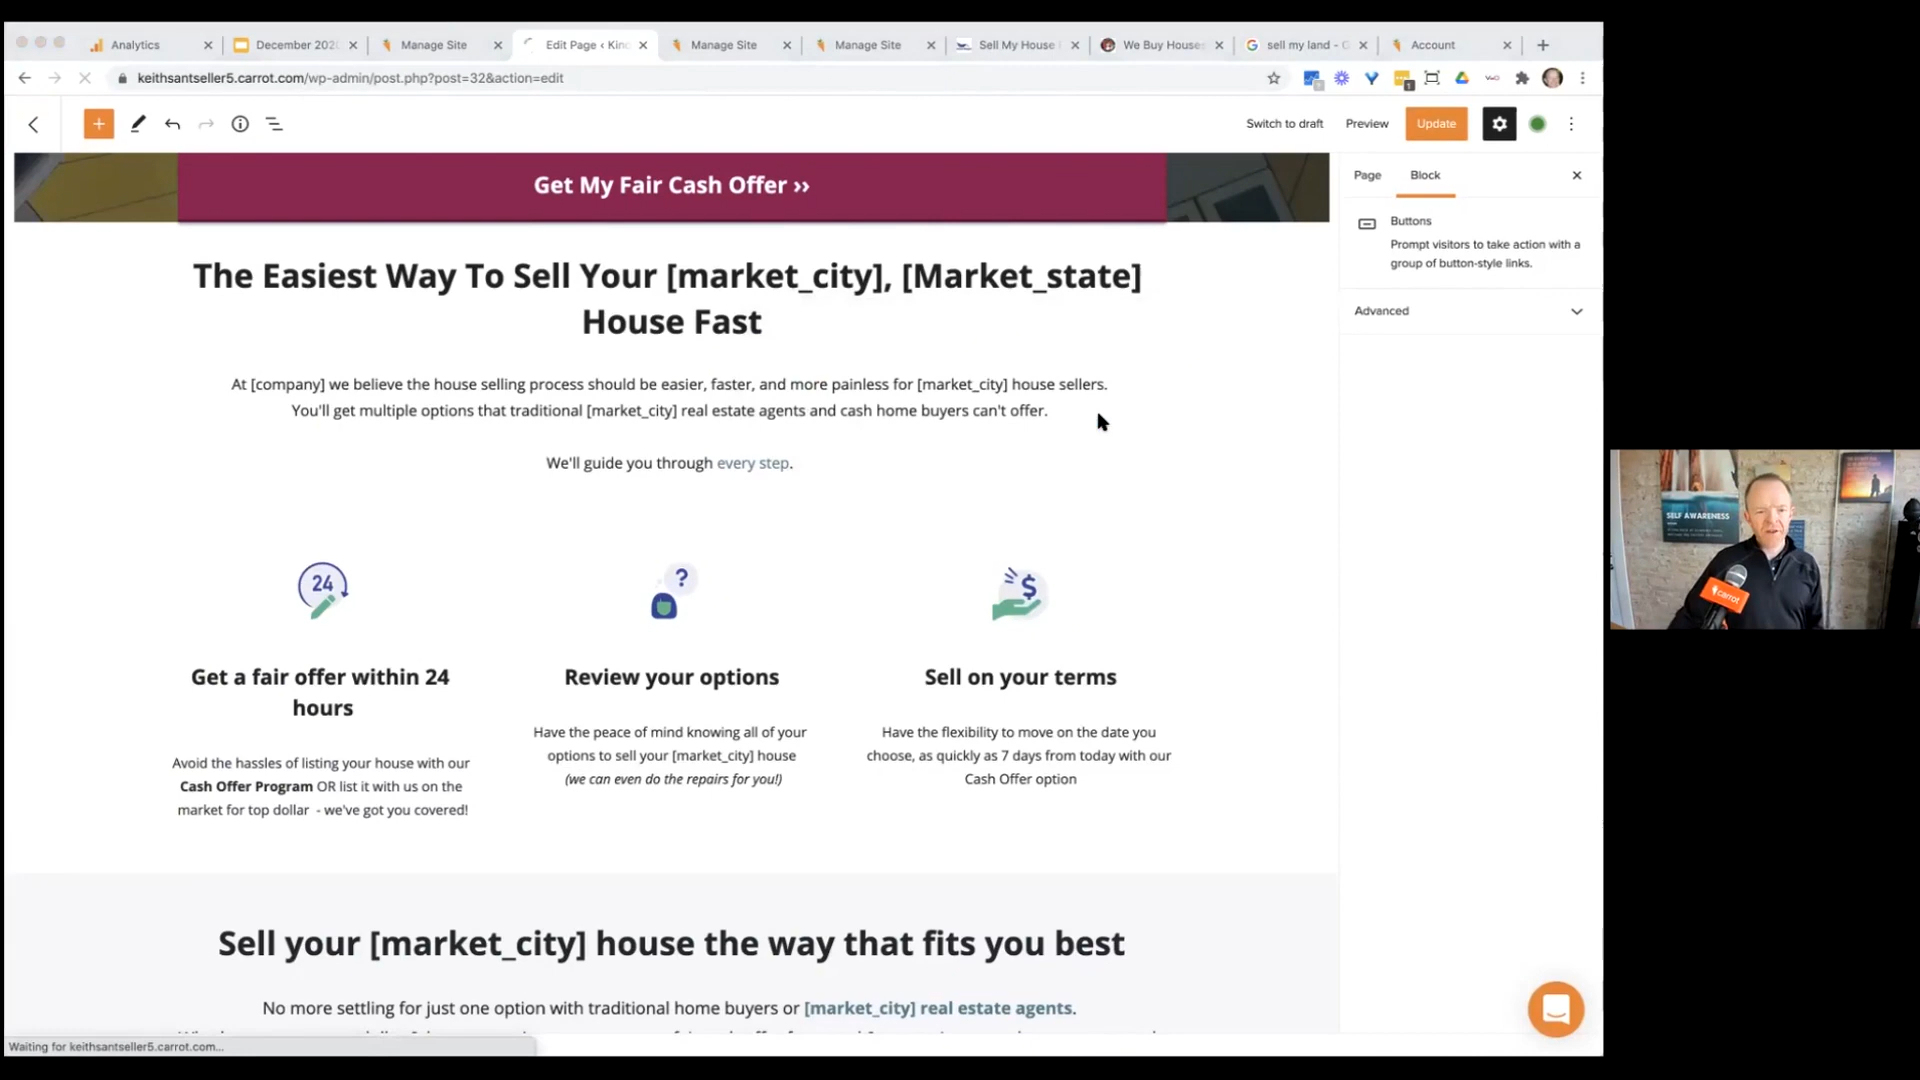 Analytics
December 202
Manage Site
Edit Page ‹ Kin
Manage Site
Manage Site
Sell My House
We Buy Houses
sell my land - G
Account
keithsantseller5.carrot.com/wp-admin/post.php?post=32&action=edit
Switch to draft
Preview
Update
Get My Fair Cash Offer ››
Page
Block
Buttons
Prompt visitors to take action with a
group of button-style links.
Advanced
The Easiest Way To Sell Your [market_city], [Market_state]
House Fast
At [company] we believe the house selling process should be easier, faster, and more painless for [market_city] house sellers.
You'll get multiple options that traditional [market_city] real estate agents and cash home buyers can't offer.
We'll guide you through every step.
24
?
$
Get a fair offer within 24
hours
Avoid the hassles of listing your house with our
Cash Offer Program OR list it with us on the
market for top dollar - we've got you covered!
Review your options
Have the peace of mind knowing all of your
options to sell your [market_city] house
(we can even do the repairs for you!)
Sell on your terms
Have the flexibility to move on the date you
choose, as quickly as 7 days from today with our
Cash Offer option
Sell your [market_city] house the way that fits you best
No more settling for just one option with traditional home buyers or [market_city] real estate agents.
Waiting for keithsantseller5.carrot.com...
SELF AWARENESS
carrot